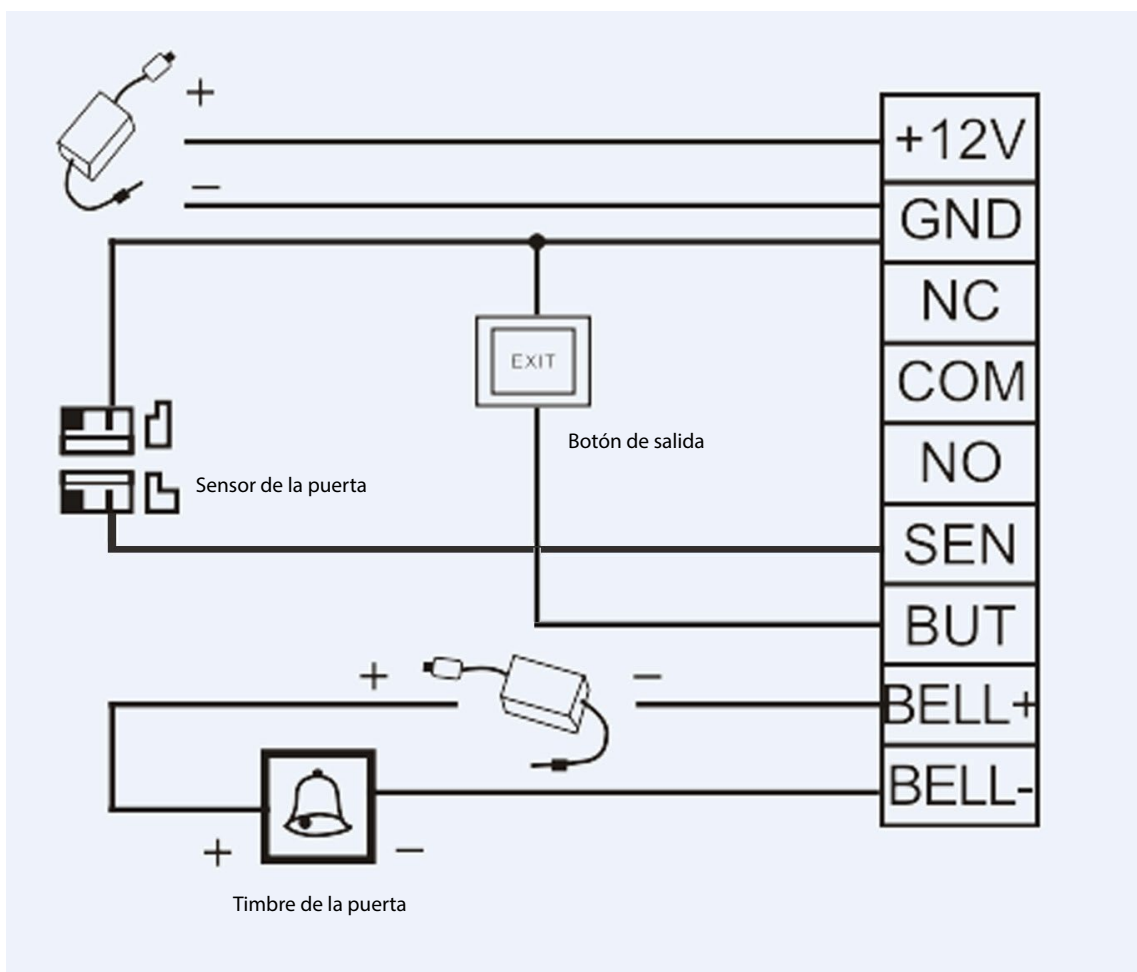 +
+12V
−
GND
NC
EXIT
COM
Botón de salida
NO
Sensor de la puerta
SEN
BUT
+
−
BELL+
BELL-
+
−
Timbre de la puerta